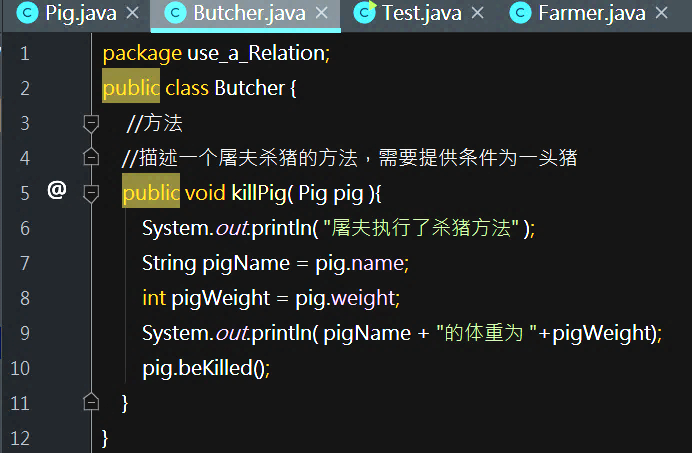 Pig.java × Butcher.java × Test.java × Farmer.java ×
1 package use_a_Relation;
2 public class Butcher {
3 //方法
4 //描述一个屠夫杀猪的方法，需要提供条件为一头猪
5 @ public void killPig( Pig pig ){
6 System.out.println( "屠夫执行了杀猪方法" );
7 String pigName = pig.name;
8 int pigWeight = pig.weight;
9 System.out.println( pigName + "的体重为 "+pigWeight);
10 pig.beKilled();
11 }
12 }